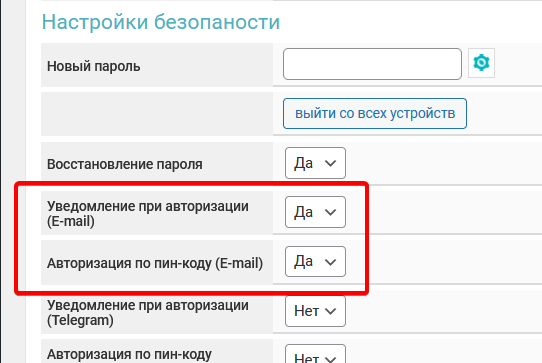 Настройки безопаности
Новый пароль
выйти со всех устройств
Восстановление пароля
Да
Уведомление при авторизации
(E-mail)
Да
Авторизация по пин-коду (E-mail)
Да
Уведомление при авторизации
(Telegram)
Нет
Авторизация по пин-коду
Нет